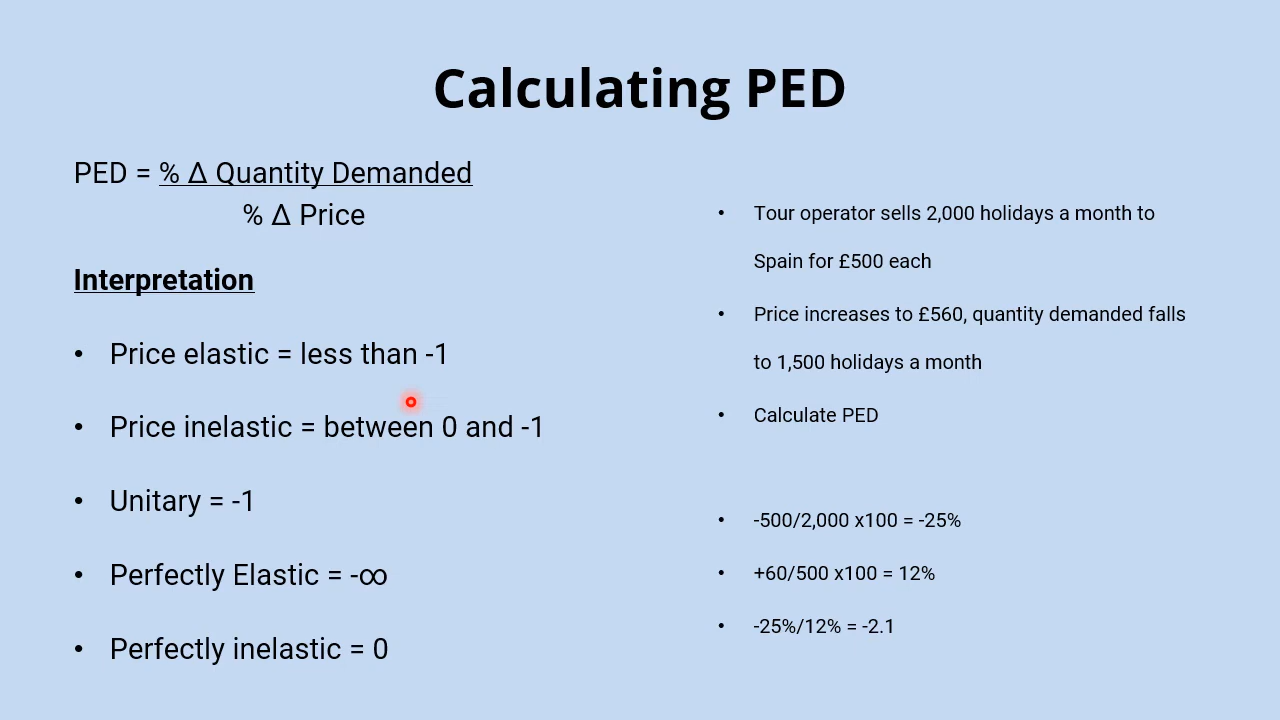 Calculating PED
PED = % Δ Quantity Demanded
% Δ Price
Interpretation
• Price elastic = less than -1
• Price inelastic = between 0 and -1
• Unitary = -1
• Perfectly Elastic = -∞
• Perfectly inelastic = 0
• Tour operator sells 2,000 holidays a month to
Spain for £500 each
• Price increases to £560, quantity demanded falls
to 1,500 holidays a month
• Calculate PED
• -500/2,000 x100 = -25%
• +60/500 x100 = 12%
• -25%/12% = -2.1